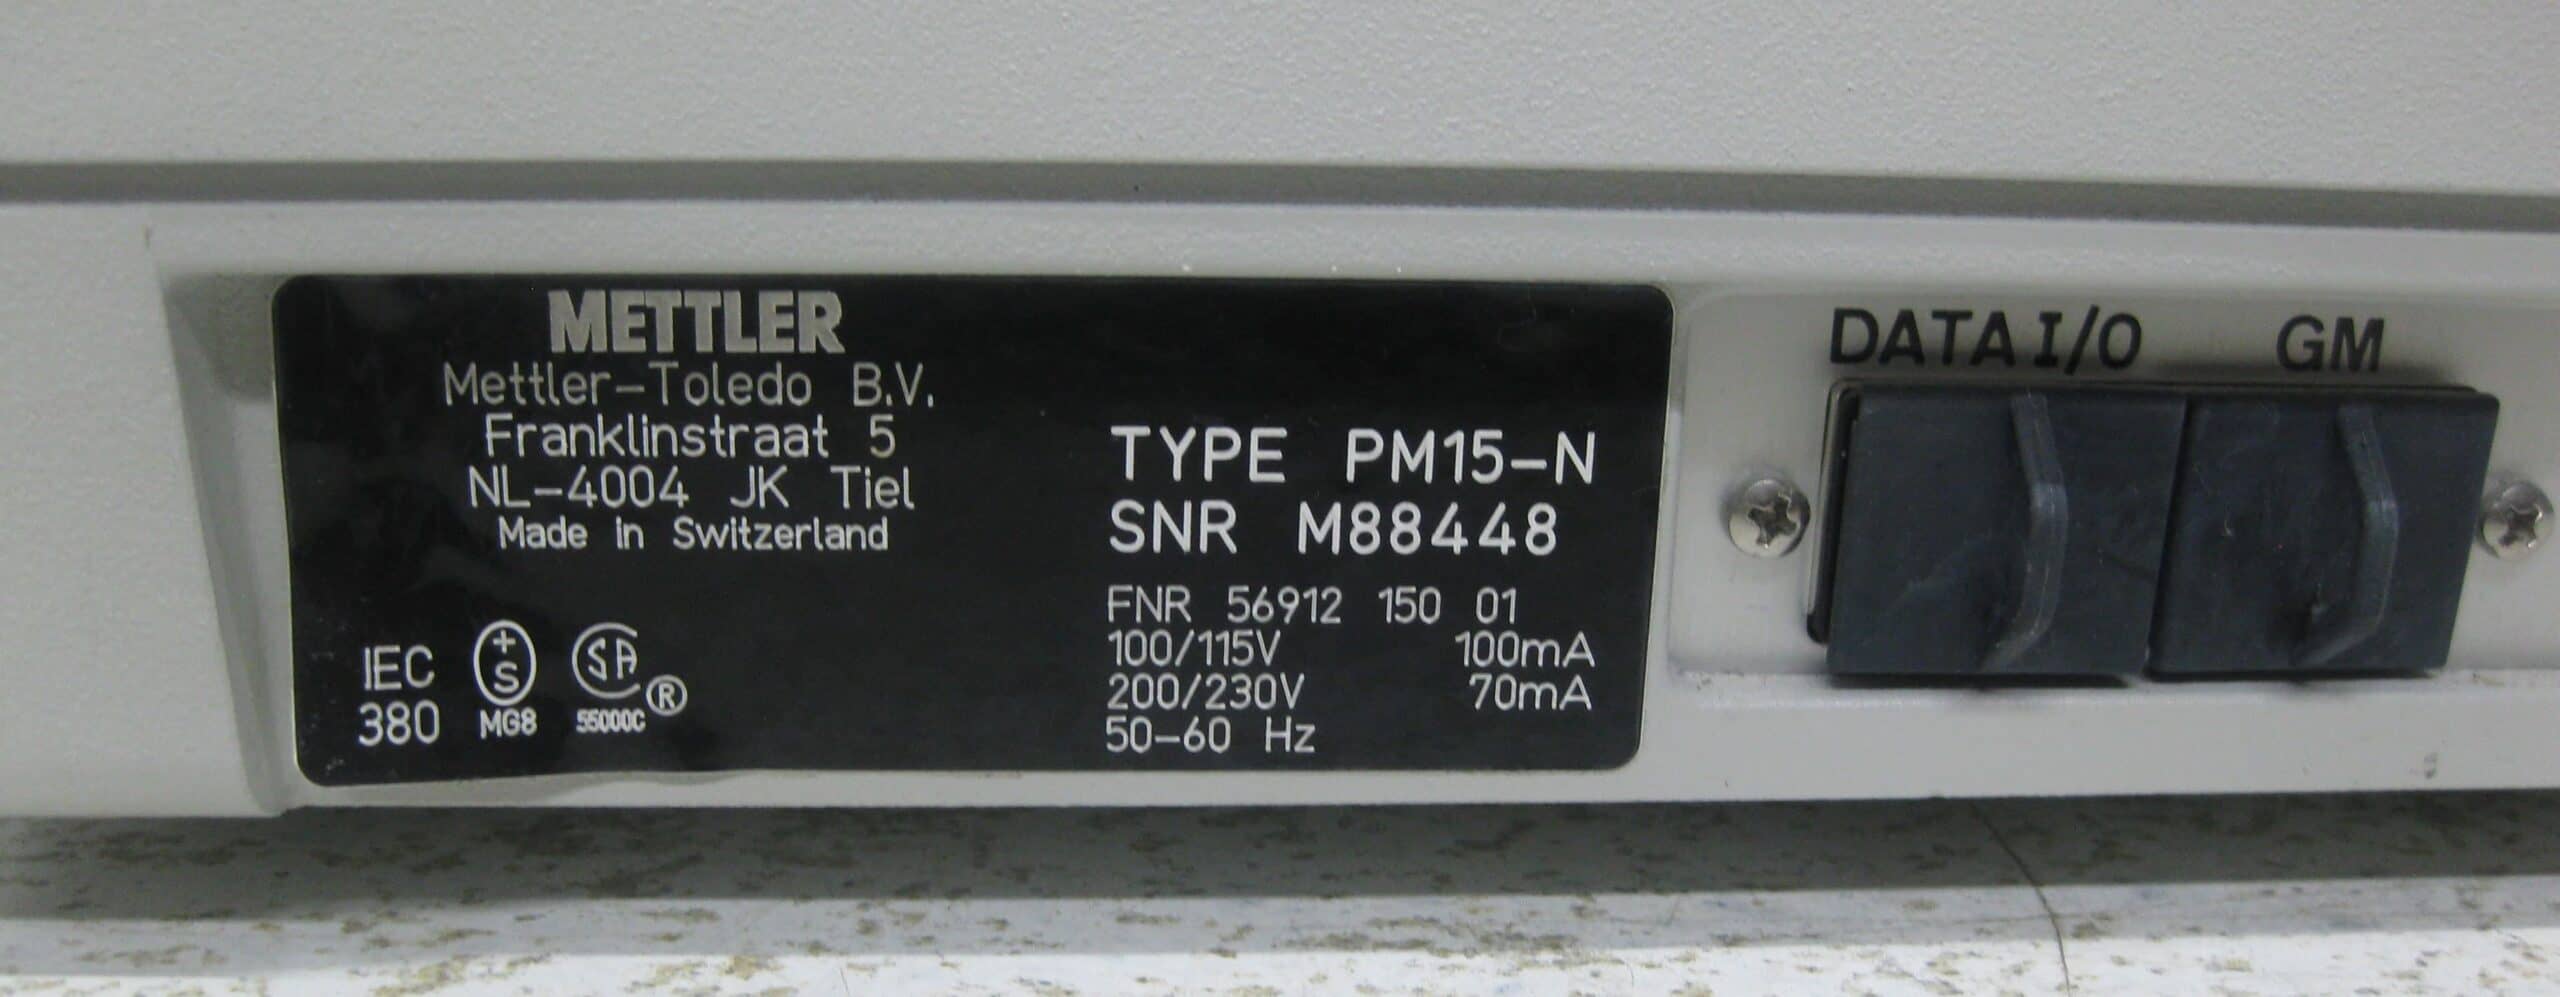 METTLER
Mettler-Toledo B.V.
Franklinstraat 5
NL-4004 JK Tiel
Made in Switzerland
IEC
380
+
S
MG8
SA
®
55000C
TYPE PM15-N
SNR M88448
FNR 56912 150 01
100/115V 100mA
200/230V 70mA
50-60 Hz
DATA I/O
GM